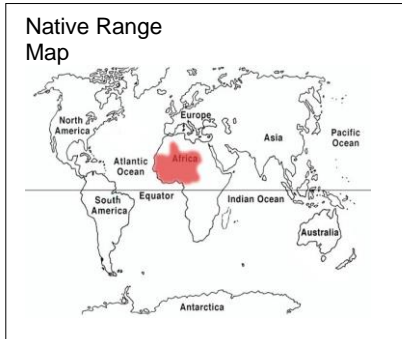 Native Range
Map
North
America
Europe
Asia
Pacific
Ocean
Atlantic
Ocean
Africa
Equator
Indian Ocean
South
America
Australia
Antarctica